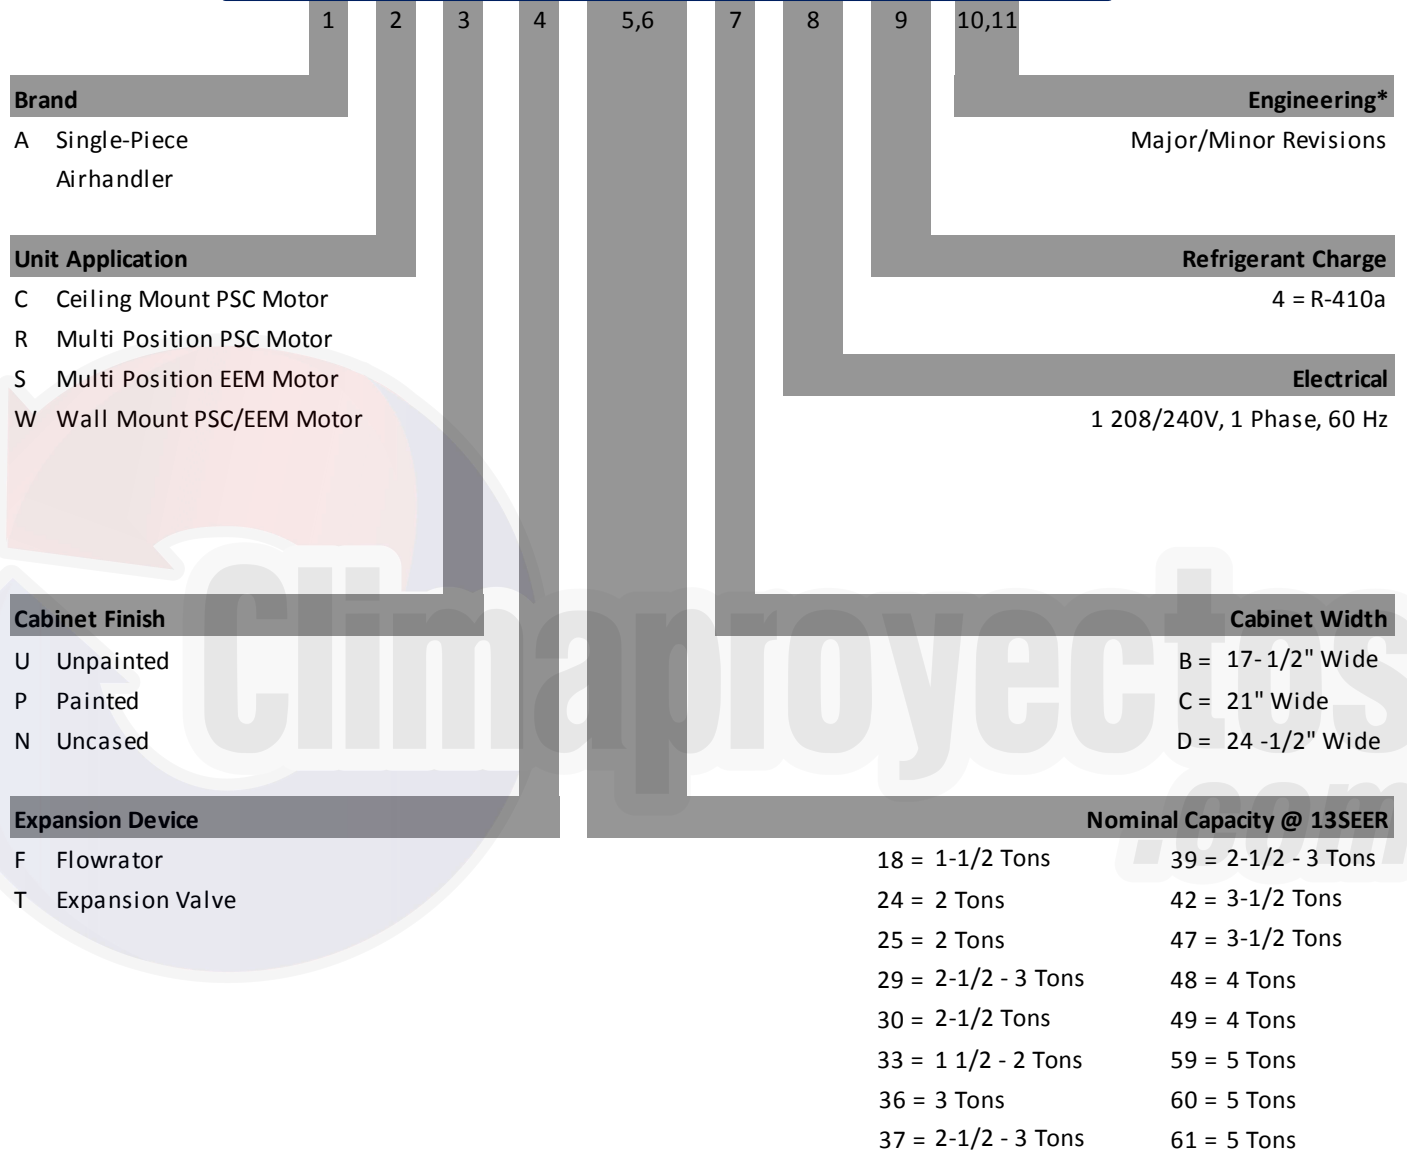 1 2 3 4 5,6 7 8 9 10,11
Brand
A Single-Piece
Airhandler
Engineering*
Major/Minor Revisions
Unit Application
C Ceiling Mount PSC Motor
R Multi Position PSC Motor
S Multi Position EEM Motor
W Wall Mount PSC/EEM Motor
Refrigerant Charge
4 = R-410a
Electrical
1 208/240V, 1 Phase, 60 Hz
Cabinet Finish
U Unpainted
P Painted
N Uncased
Cabinet Width
B = 17- 1/2" Wide
C = 21" Wide
D = 24 -1/2" Wide
Expansion Device
F Flowrator
T Expansion Valve
Nominal Capacity @ 13SEER
18 = 1-1/2 Tons
24 = 2 Tons
25 = 2 Tons
29 = 2-1/2 - 3 Tons
30 = 2-1/2 Tons
33 = 1 1/2 - 2 Tons
36 = 3 Tons
37 = 2-1/2 - 3 Tons
39 = 2-1/2 - 3 Tons
42 = 3-1/2 Tons
47 = 3-1/2 Tons
48 = 4 Tons
49 = 4 Tons
59 = 5 Tons
60 = 5 Tons
61 = 5 Tons
Climaproyectos
.com